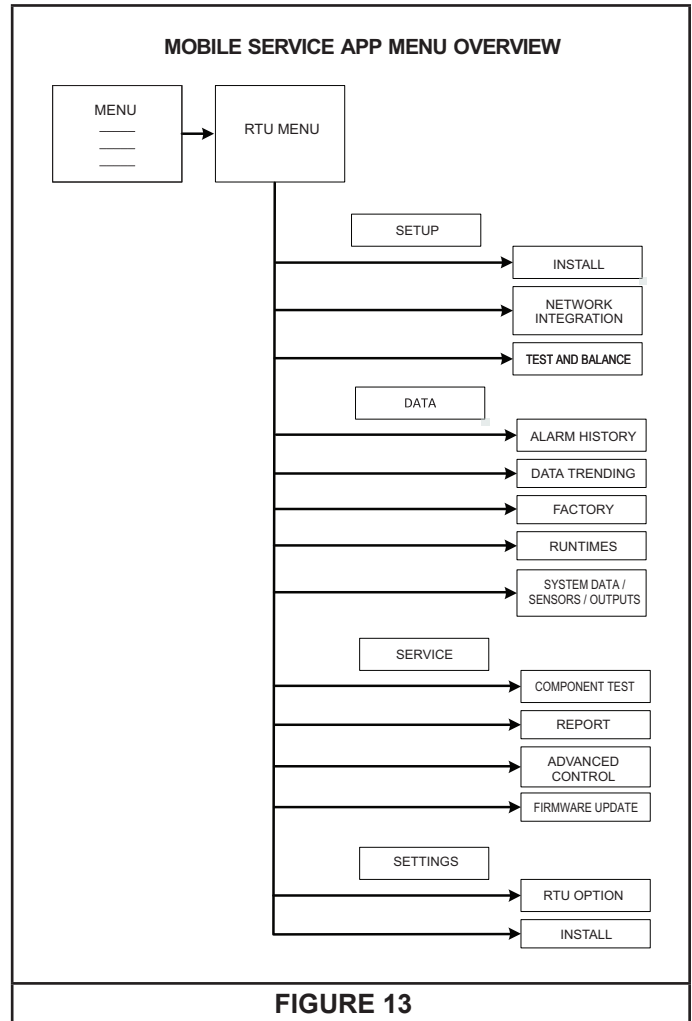 MOBILE SERVICE APP MENU OVERVIEW
MENU
RTU MENU
SETUP
INSTALL
NETWORK
INTEGRATION
TEST AND BALANCE
DATA
ALARM HISTORY
DATA TRENDING
FACTORY
RUNTIMES
SYSTEM DATA /
SENSORS / OUTPUTS
SERVICE
COMPONENT TEST
REPORT
ADVANCED
CONTROL
FIRMWARE UPDATE
SETTINGS
RTU OPTION
INSTALL
FIGURE 13